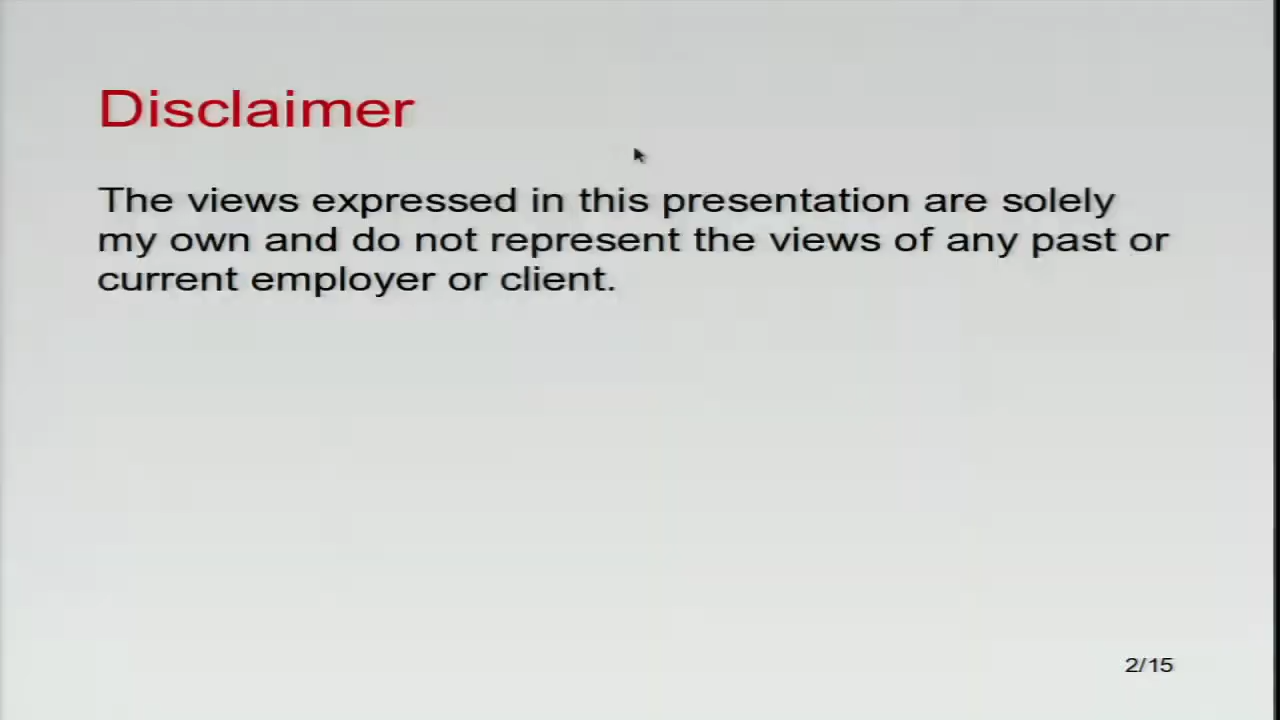 Disclaimer
The views expressed in this presentation are solely
my own and do not represent the views of any past or
current employer or client.
2/15